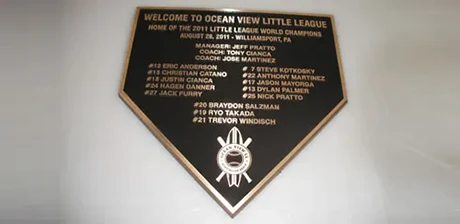 WELCOME TO OCEAN VIEW LITTLE LEAGUE
HOME OF THE 2011 LITTLE LEAGUE WORLD CHAMPIONS
AUGUST 28, 2011 - WILLIAMSPORT, PA
MANAGER: JEFF PRATTO
COACH: TONY CIANCA
COACH: JOSE MARTINEZ
#12 ERIC ANDERSON
#15 CHRISTIAN CATANO
#18 JUSTIN CIANCA
#24 HAGEN DANNER
#27 JACK FURRY
# 7 STEVE KOTKOSKY
#22 ANTHONY MARTINEZ
#17 JASON MAYORGA
#13 DYLAN PALMER
#25 NICK PRATTO
#20 BRAYDON SALZMAN
#19 RYO TAKADA
#21 TREVOR WINDISCH